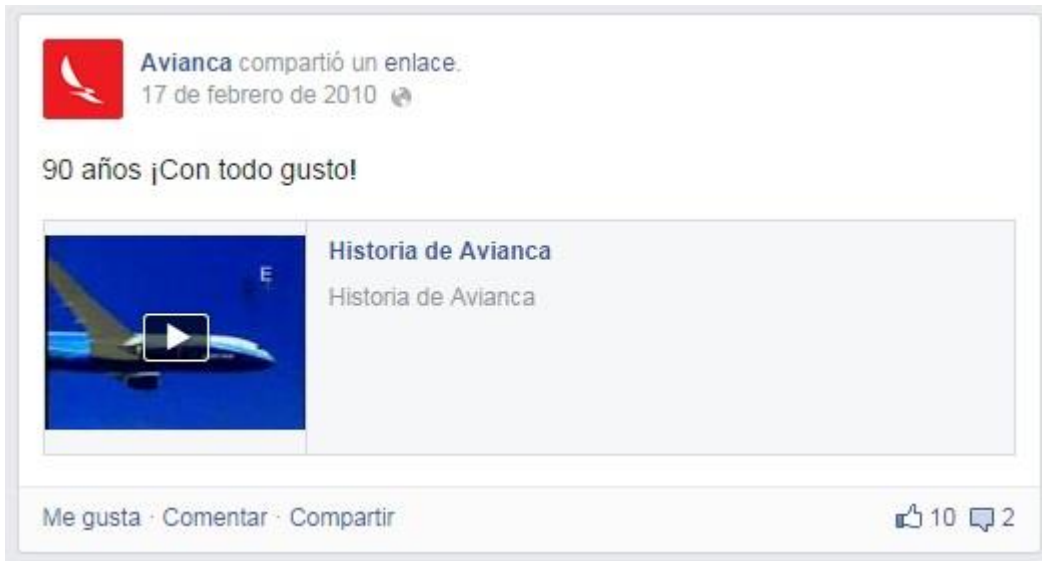 Avianca compartió un enlace.
17 de febrero de 2010
90 años ¡Con todo gusto!
E
Historia de Avianca
Historia de Avianca
Me gusta · Comentar · Compartir 10 2